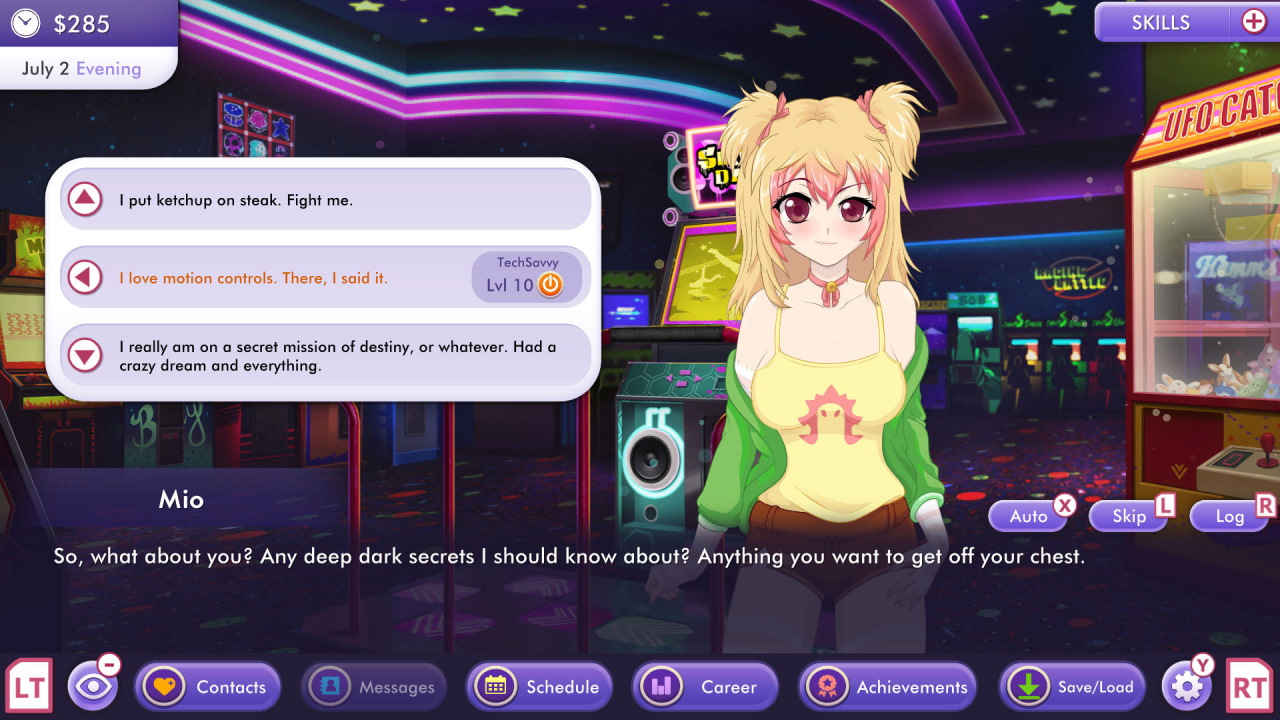 $285
July 2 Evening
SKILLS
UFO CATC
I put ketchup on steak. Fight me.
I love motion controls. There, I said it.
TechSavvy
Lvl 10
I really am on a secret mission of destiny, or whatever. Had a
crazy dream and everything.
RACING
BATTLE
Mio
Auto
X
Skip
L
Log
R
So, what about you? Any deep dark secrets I should know about? Anything you want to get off your chest.
LT
Contacts
Messages
Schedule
Career
Achievements
Save/Load
Y
RT